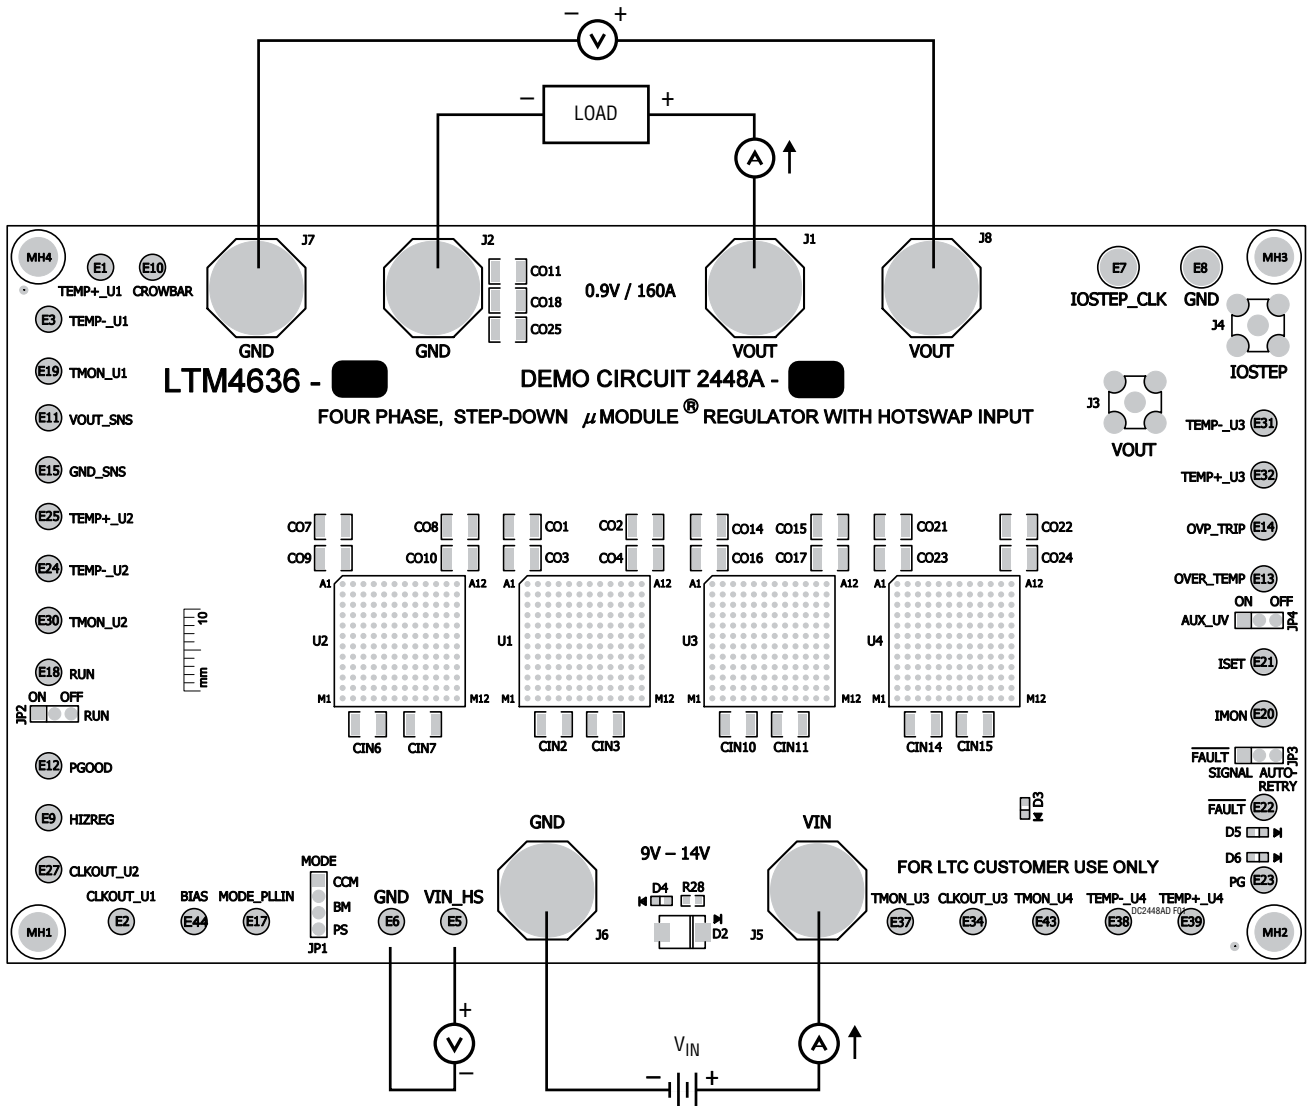 − +
V
− LOAD +
A
J7 J2 J1 J8
MH4 E1 E10 E7 E8 MH3
TEMP+_U1 CROWBAR
CO11
CO18
CO25
0.9V / 160A
IOSTEP_CLK GND
J4
IOSTEP
GND GND VOUT VOUT
E3 TEMP-_U1
LTM4636 -
DEMO CIRCUIT 2448A -
E19 TMON_U1
FOUR PHASE, STEP-DOWN µMODULE® REGULATOR WITH HOTSWAP INPUT
J3
VOUT
E11 VOUT_SNS
TEMP-_U3 E31
E15 GND_SNS
TEMP+_U3 E32
E25 TEMP+_U2
CO7 CO8 CO1 CO2 CO14 CO15 CO21 CO22
OVP_TRIP E14
CO9 CO10 CO3 CO4 CO16 CO17 CO23 CO24
E24 TEMP-_U2
A1 A12 A1 A12 A1 A12 A1 A12
OVER_TEMP E13
ON OFF
AUX_UV JP4
E30 TMON_U2
10
mm
U2 U1 U3 U4
ISET E21
E18 RUN
ON OFF
JP2 RUN
M1 M12 M1 M12 M1 M12 M1 M12
IMON E20
CIN6 CIN7 CIN2 CIN3 CIN10 CIN11 CIN14 CIN15
FAULT JP3
SIGNAL AUTO-
RETRY
E12 PGOOD
FAULT E22
D3
E9 HIZREG
GND VIN
D5
D6
PG E23
E27 CLKOUT_U2
MODE
CCM
BM
PS
JP1
9V – 14V
D4 R28
D2
FOR LTC CUSTOMER USE ONLY
CLKOUT_U1 BIAS MODE_PLLIN GND VIN_HS
TMON_U3 CLKOUT_U3 TMON_U4 TEMP-_U4 TEMP+_U4
DC2448AD F01
MH1 E2 E44 E17 E6 E5 J6 J5 E37 E34 E43 E38 E39 MH2
+
V
−
VIN
− +
A